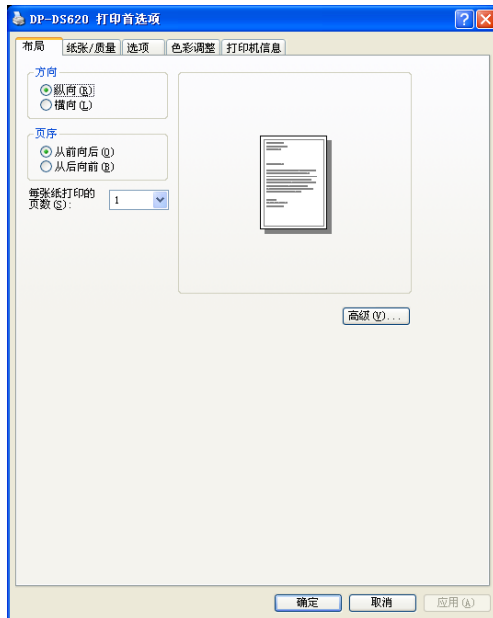 DP-DS620 打印首选项
布局 纸张/质量 选项 色彩调整 打印机信息
方向
纵向(R)
横向(L)
页序
从前向后(Q)
从后向前(B)
每张纸打印的
页数(S): 1
高级(V)...
确定 取消 应用(A)